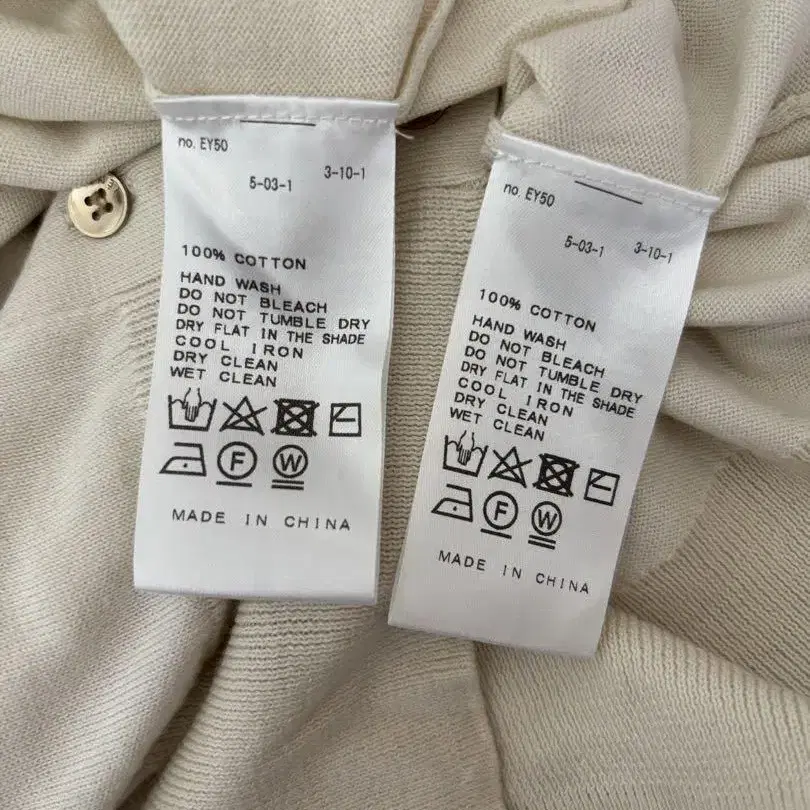 no. EY50
5-03-1 3-10-1
100% COTTON
HAND WASH
DO NOT BLEACH
DO NOT TUMBLE DRY
DRY FLAT IN THE SHADE
COOL IRON
DRY CLEAN
WET CLEAN
F W
MADE IN CHINA
no. EY50
5-03-1 3-10-1
100% COTTON
HAND WASH
DO NOT BLEACH
DO NOT TUMBLE DRY
DRY FLAT IN THE SHADE
COOL IRON
DRY CLEAN
WET CLEAN
F W
MADE IN CHINA